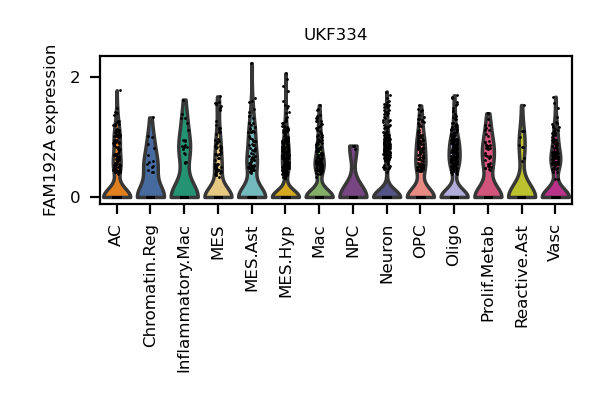 UKF334
FAM192A expression
2
0
AC
Chromatin.Reg
Inflammatory.Mac
MES
MES.Ast
MES.Hyp
Mac
NPC
Neuron
OPC
Oligo
Prolif.Metab
Reactive.Ast
Vasc